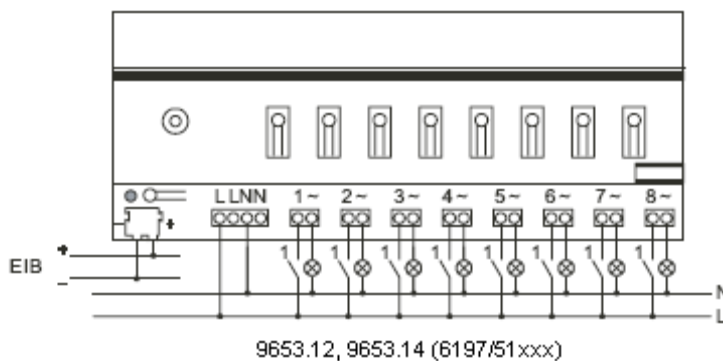 L LNN 1~ 2~ 3~ 4~ 5~ 6~ 7~ 8~
+
+
EIB
−
1 1 1 1 1 1 1 1
N
L
9653.12, 9653.14 (6197/51xxx)